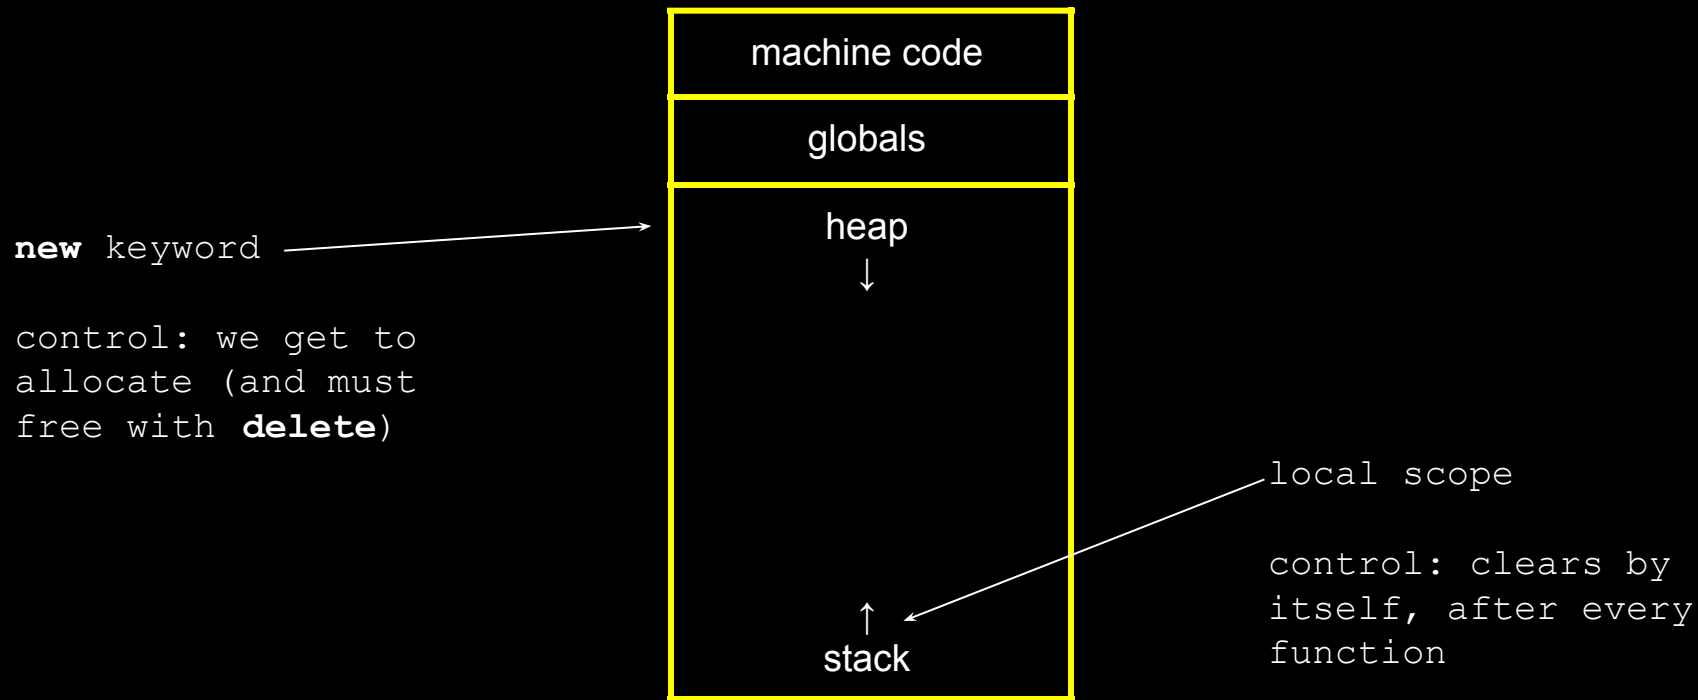 machine code
globals
heap
↓
new keyword
control: we get to
allocate (and must
free with delete)
local scope
control: clears by
itself, after every
function
↑
stack